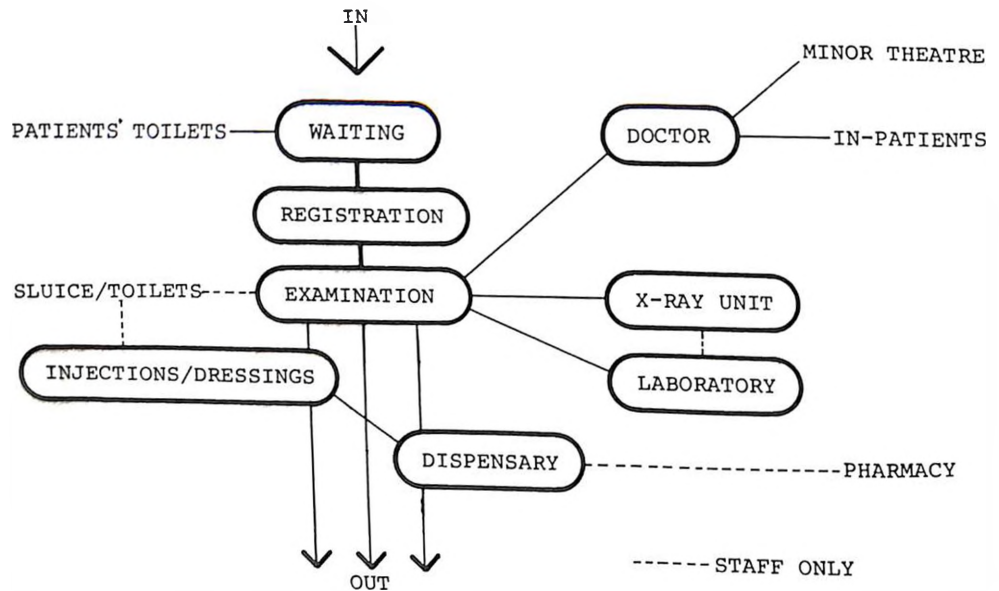 IN
MINOR THEATRE
PATIENTS' TOILETS
WAITING
DOCTOR
IN-PATIENTS
REGISTRATION
SLUICE/TOILETS
EXAMINATION
X-RAY UNIT
INJECTIONS/DRESSINGS
LABORATORY
DISPENSARY
PHARMACY
OUT
STAFF ONLY